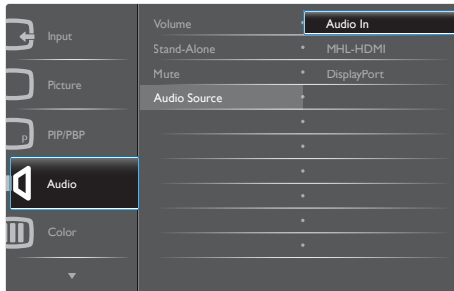 Input
Picture
P
PIP/PBP
Audio
Color
Volume
Stand-Alone
Mute
Audio Source
Audio In
MHL-HDMI
DisplayPort